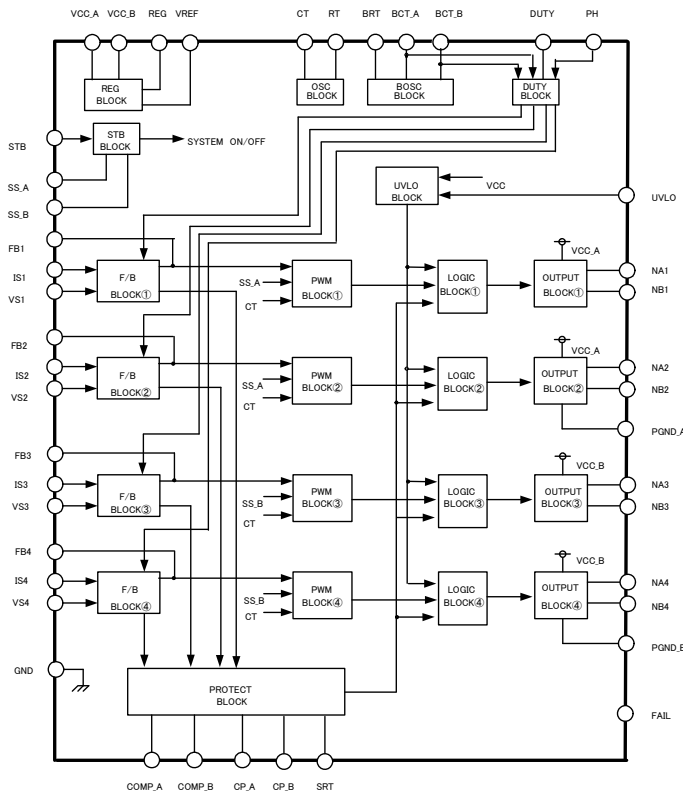 VCC_A VCC_B REG VREF CT RT BRT BCT_A BCT_B DUTY PH
REG
BLOCK
OSC
BLOCK
BOSC
BLOCK
DUTY
BLOCK
STB
STB
BLOCK
SYSTEM ON/OFF
SS_A
SS_B
UVLO
BLOCK
VCC
UVLO
FB1
IS1
VS1
F/B
BLOCK①
SS_A
CT
PWM
BLOCK①
LOGIC
BLOCK①
VCC_A
OUTPUT
BLOCK①
NA1
NB1
FB2
IS2
VS2
F/B
BLOCK②
SS_A
CT
PWM
BLOCK②
LOGIC
BLOCK②
VCC_A
OUTPUT
BLOCK②
NA2
NB2
PGND_A
FB3
IS3
VS3
F/B
BLOCK③
SS_B
CT
PWM
BLOCK③
LOGIC
BLOCK③
VCC_B
OUTPUT
BLOCK③
NA3
NB3
FB4
IS4
VS4
F/B
BLOCK④
SS_B
CT
PWM
BLOCK④
LOGIC
BLOCK④
VCC_B
OUTPUT
BLOCK④
NA4
NB4
PGND_B
GND
PROTECT
BLOCK
FAIL
COMP_A COMP_B CP_A CP_B SRT